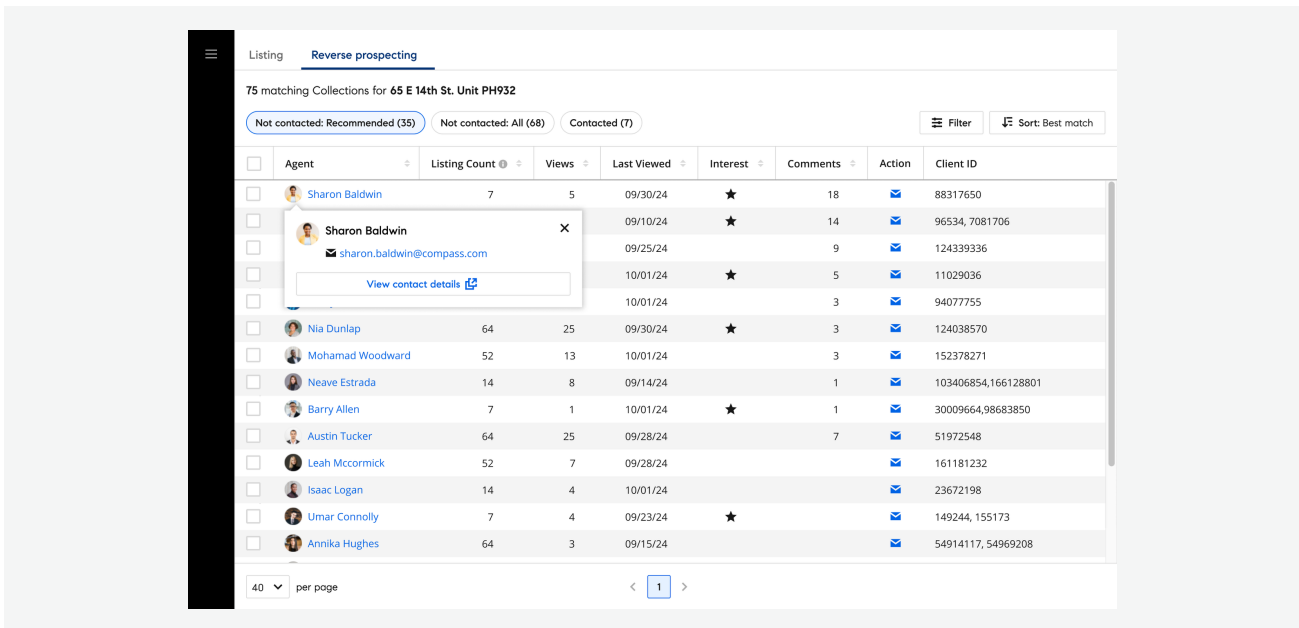 Listing Reverse prospecting
75 matching Collections for 65 E 14th St. Unit PH932
Not contacted: Recommended (35) Not contacted: All (68) Contacted (7) Filter Sort: Best match
Agent Listing Count Views Last Viewed Interest Comments Action Client ID
Sharon Baldwin 7 5 09/30/24 18 88317650
09/10/24 14 96534, 7081706
09/25/24 9 124339336
10/01/24 5 11029036
10/01/24 3 94077755
Sharon Baldwin
sharon.baldwin@compass.com
View contact details
Nia Dunlap 64 25 09/30/24 3 124038570
Mohamad Woodward 52 13 10/01/24 3 152378271
Neave Estrada 14 8 09/14/24 1 103406854,166128801
Barry Allen 7 1 10/01/24 1 30009664,98683850
Austin Tucker 64 25 09/28/24 7 51972548
Leah Mccormick 52 7 09/28/24 161181232
Isaac Logan 14 4 10/01/24 23672198
Umar Connolly 7 4 09/23/24 149244, 155173
Annika Hughes 64 3 09/15/24 54914117, 54969208
40 per page 1